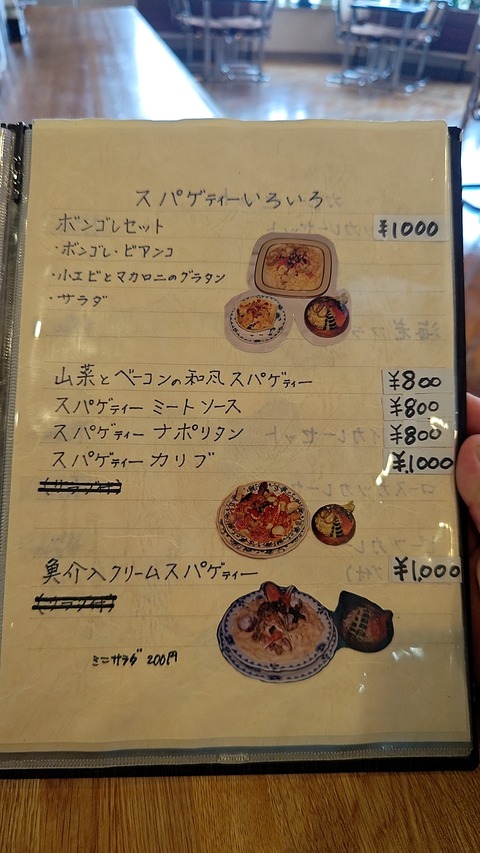 スパゲティーいろいろ
ボンゴレセット ¥1000
・ボンゴレ・ビアンコ
・小エビとマカロニのグラタン
・サラダ
山菜とベーコンの和風スパゲティー ¥800
スパゲティー ミートソース ¥800
スパゲティー ナポリタン ¥800
スパゲティー カリブ ¥1,000
魚介入クリームスパゲティー ¥1,000
ミニサラダ 200円